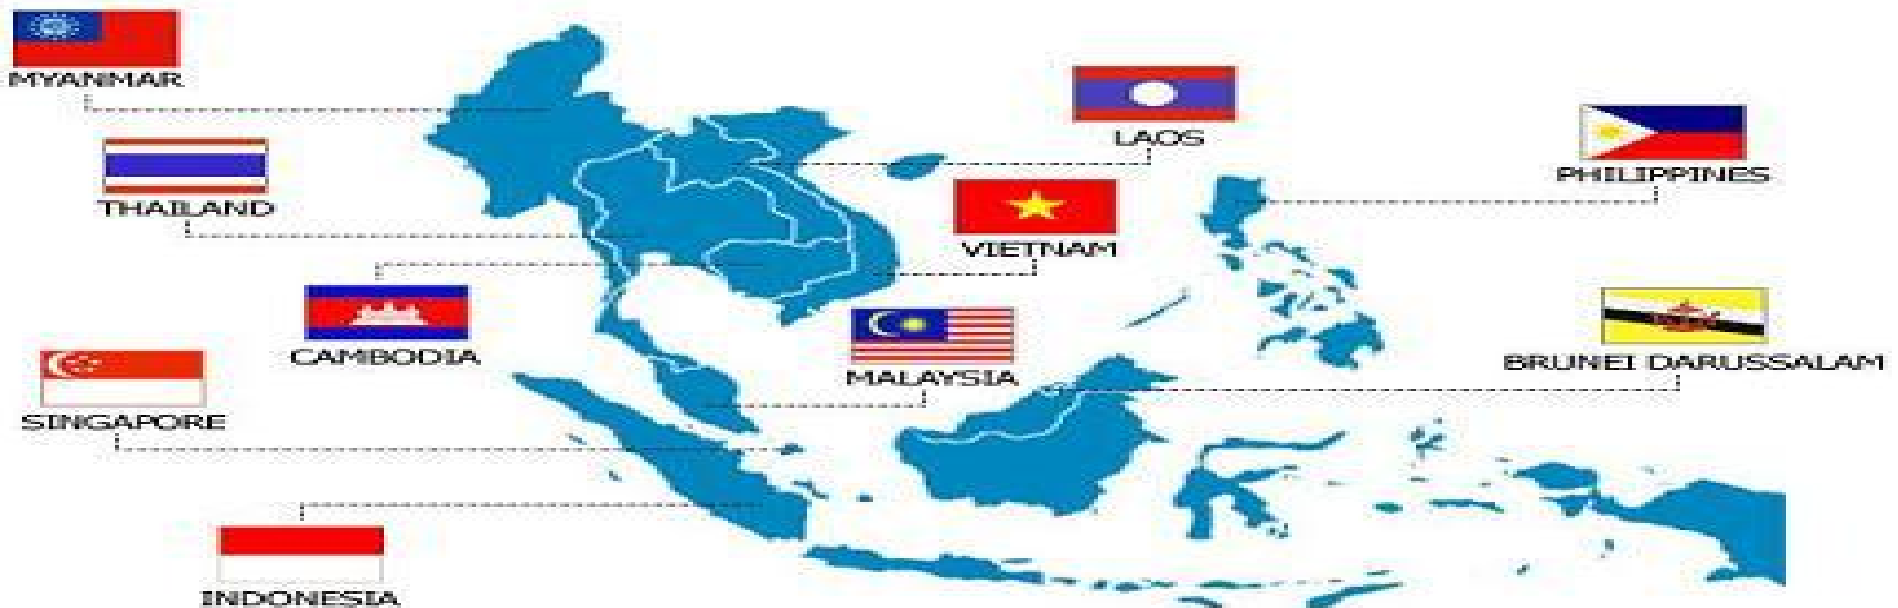 MYANMAR
LAOS
PHILIPPINES
THAILAND
VIETNAM
CAMBODIA
MALAYSIA
BRUNEI DARUSSALAM
SINGAPORE
INDONESIA